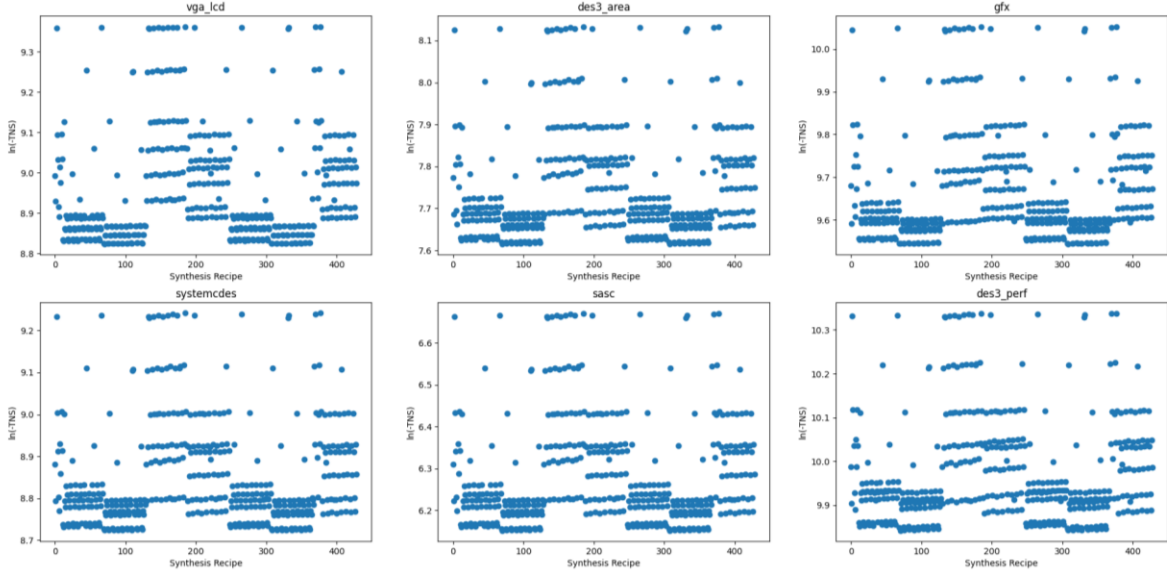 vga_lcd
ln(-TNS)
9.3
9.2
9.1
9.0
8.9
8.8
0 100 200 300 400
Synthesis Recipe
des3_area
ln(-TNS)
8.1
8.0
7.9
7.8
7.7
7.6
0 100 200 300 400
Synthesis Recipe
gfx
ln(-TNS)
10.0
9.9
9.8
9.7
9.6
0 100 200 300 400
Synthesis Recipe
systemcdes
ln(-TNS)
9.2
9.1
9.0
8.9
8.8
8.7
0 100 200 300 400
Synthesis Recipe
sasc
ln(-TNS)
6.6
6.5
6.4
6.3
6.2
0 100 200 300 400
Synthesis Recipe
des3_perf
ln(-TNS)
10.3
10.2
10.1
10.0
9.9
0 100 200 300 400
Synthesis Recipe